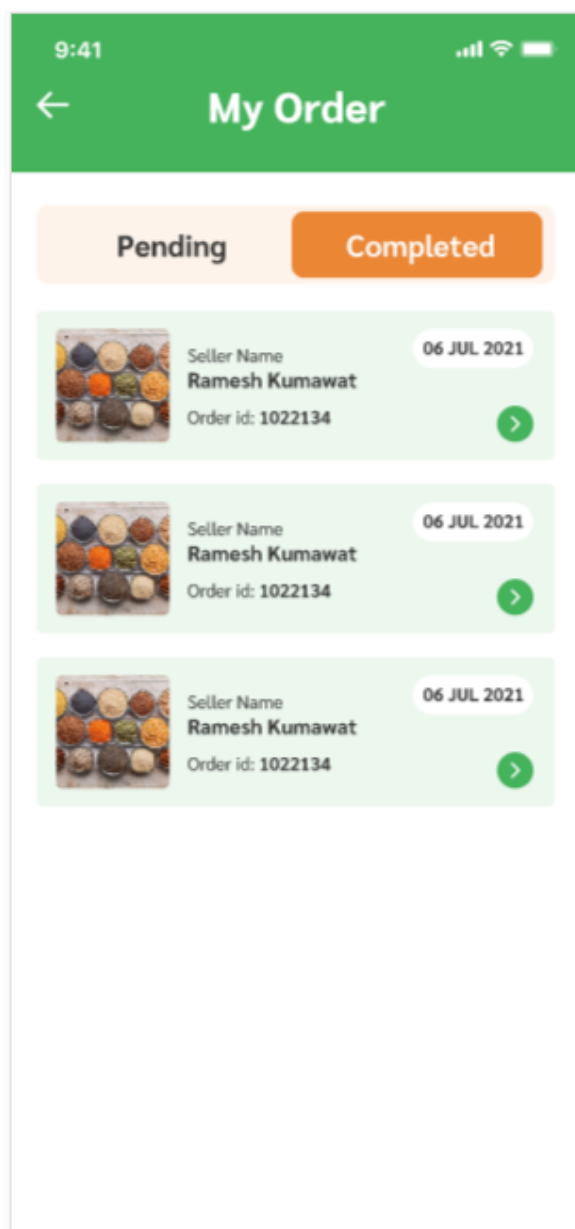 9:41
My Order
Pending
Completed
Seller Name
06 JUL 2021
Ramesh Kumawat
Order id: 1022134
Seller Name
06 JUL 2021
Ramesh Kumawat
Order id: 1022134
Seller Name
06 JUL 2021
Ramesh Kumawat
Order id: 1022134